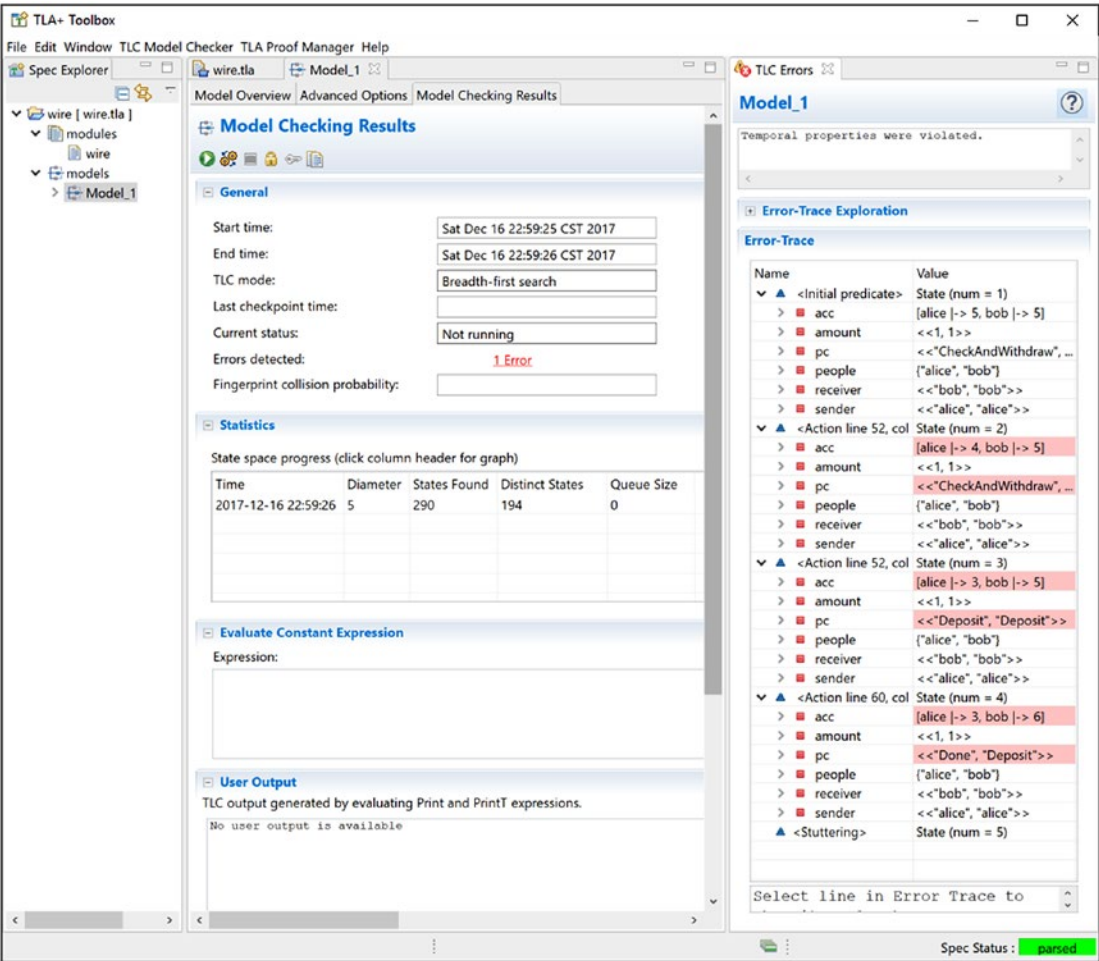 TLA+ Toolbox
File Edit Window TLC Model Checker TLA Proof Manager Help
Spec Explorer
wire [ wire.tla ]
modules
wire
models
Model_1
wire.tla
Model_1
Model Overview
Advanced Options
Model Checking Results
Model Checking Results
General
Start time:
Sat Dec 16 22:59:25 CST 2017
End time:
Sat Dec 16 22:59:26 CST 2017
TLC mode:
Breadth-first search
Last checkpoint time:
Current status:
Not running
Errors detected:
1 Error
Fingerprint collision probability:
Statistics
State space progress (click column header for graph)
Time Diameter States Found Distinct States Queue Size
2017-12-16 22:59:26 5 290 194 0
Evaluate Constant Expression
Expression:
User Output
TLC output generated by evaluating Print and PrintT expressions.
No user output is available
TLC Errors
Model_1
?
Temporal properties were violated.
Error-Trace Exploration
Error-Trace
Name Value
<Initial predicate> State (num = 1)
acc [alice |-> 5, bob |-> 5]
amount <<1, 1>>
pc <<"CheckAndWithdraw", ...
people {"alice", "bob"}
receiver <<"bob", "bob">>
sender <<"alice", "alice">>
<Action line 52, col State (num = 2)
acc [alice |-> 4, bob |-> 5]
amount <<1, 1>>
pc <<"CheckAndWithdraw", ...
people {"alice", "bob"}
receiver <<"bob", "bob">>
sender <<"alice", "alice">>
<Action line 52, col State (num = 3)
acc [alice |-> 3, bob |-> 5]
amount <<1, 1>>
pc <<"Deposit", "Deposit">>
people {"alice", "bob"}
receiver <<"bob", "bob">>
sender <<"alice", "alice">>
<Action line 60, col State (num = 4)
acc [alice |-> 3, bob |-> 6]
amount <<1, 1>>
pc <<"Done", "Deposit">>
people {"alice", "bob"}
receiver <<"bob", "bob">>
sender <<"alice", "alice">>
<Stuttering> State (num = 5)
Select line in Error Trace to
Spec Status : parsed